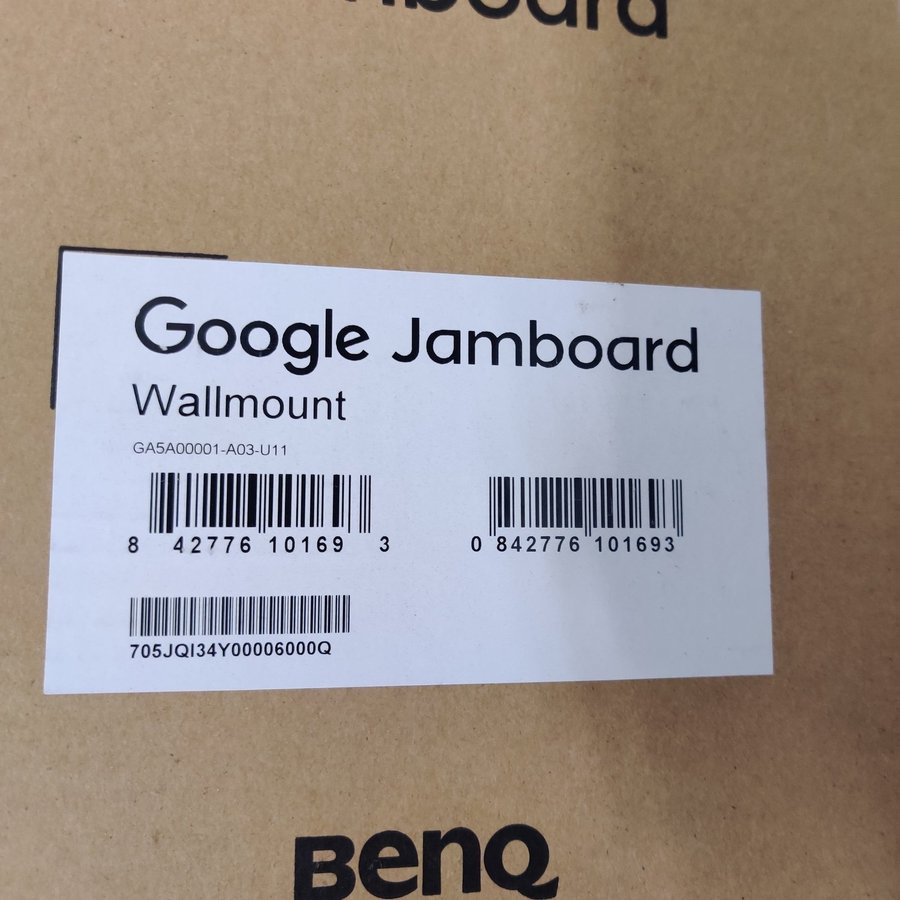 Google Jamboard
Wallmount
GA5A00001-A03-U11
8 42776 10169 3
0 842776 101693
705JQI34Y00006000Q
BenQ